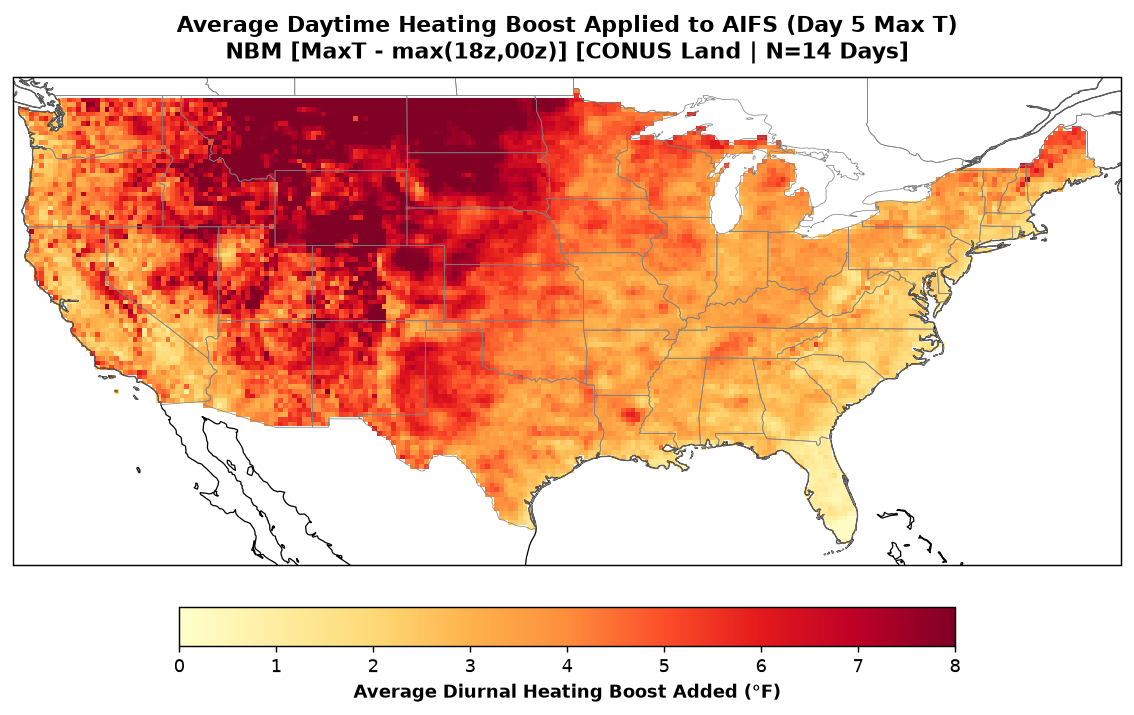 Average Daytime Heating Boost Applied to AIFS (Day 5 Max T)
NBM [MaxT - max(18z,00z)] [CONUS Land | N=14 Days]
0 1 2 3 4 5 6 7 8
Average Diurnal Heating Boost Added (°F)